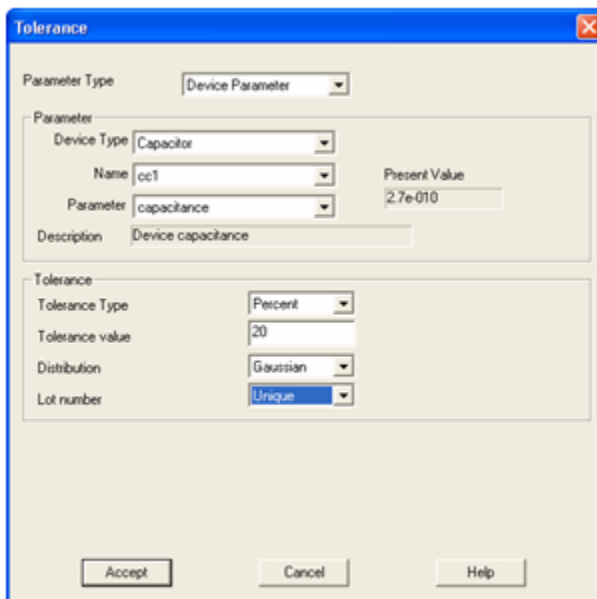 Tolerance
Parameter Type Device Parameter
Parameter
Device Type Capacitor
Name cc1 Present Value
Parameter capacitance 2.7e-010
Description Device capacitance
Tolerance
Tolerance Type Percent
Tolerance value 20
Distribution Gaussian
Lot number Unique
Accept Cancel Help